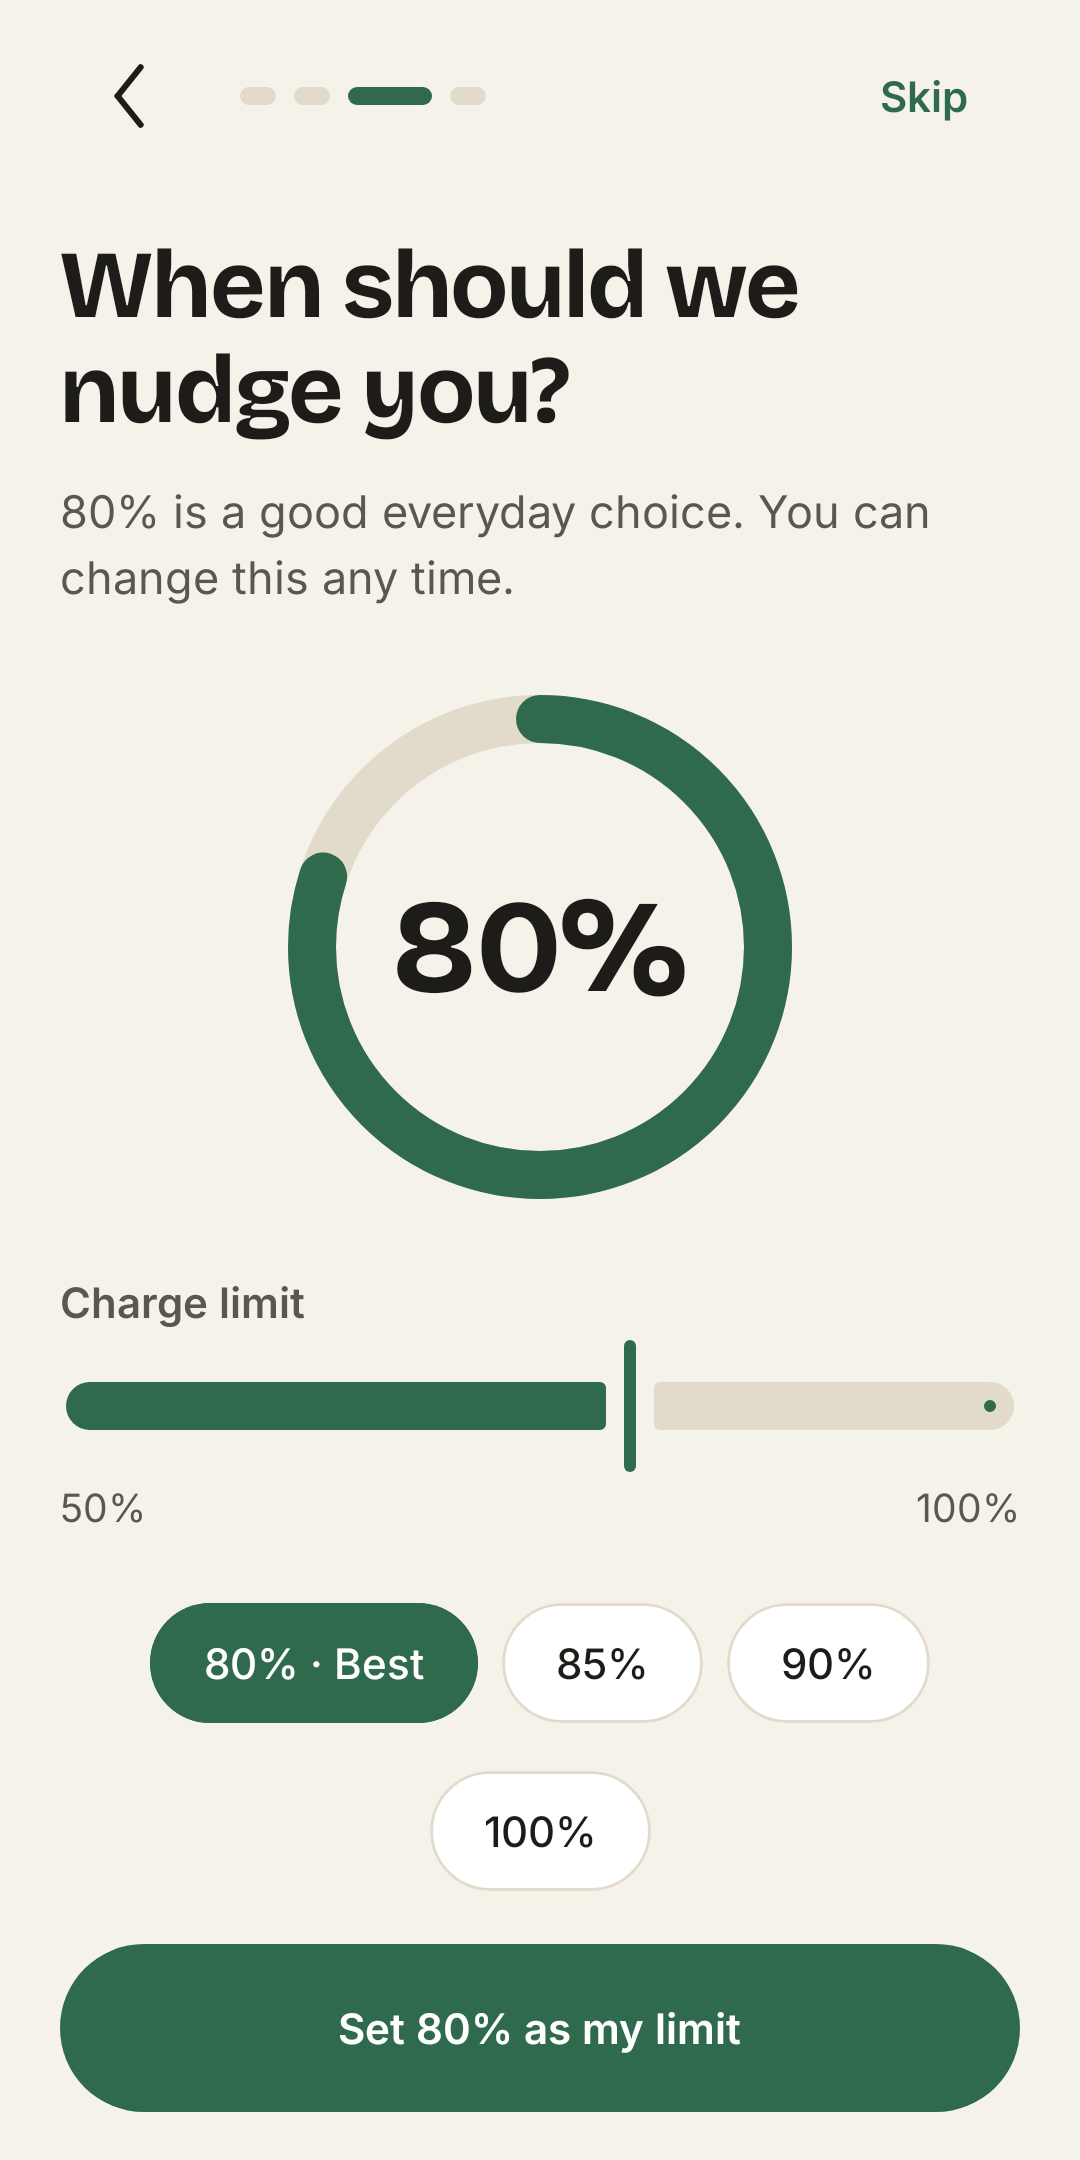 Skip
When should we
nudge you?
80% is a good everyday choice. You can
change this any time.
80%
Charge limit
50%
100%
80% · Best
85%
90%
100%
Set 80% as my limit